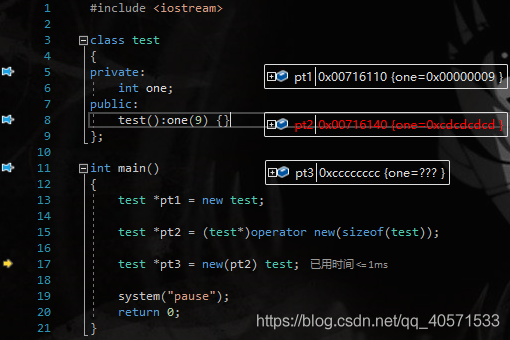 1 #include <iostream>
2
3 class test
4 {
5 private: pt1 0x00716110 {one=0x00000009 }
6 int one;
7 public:
8 test():one(9) {} pt2 0x00716140 {one=0xcdcdcdcd }
9 };
10
11 int main() pt3 0xcccccccc {one=??? }
12 {
13 test *pt1 = new test;
14
15 test *pt2 = (test*)operator new(sizeof(test));
16
17 test *pt3 = new(pt2) test; 已用时间<=1ms
18
19 system("pause");
20 return 0;
21 }
https://blog.csdn.net/qq_40571533